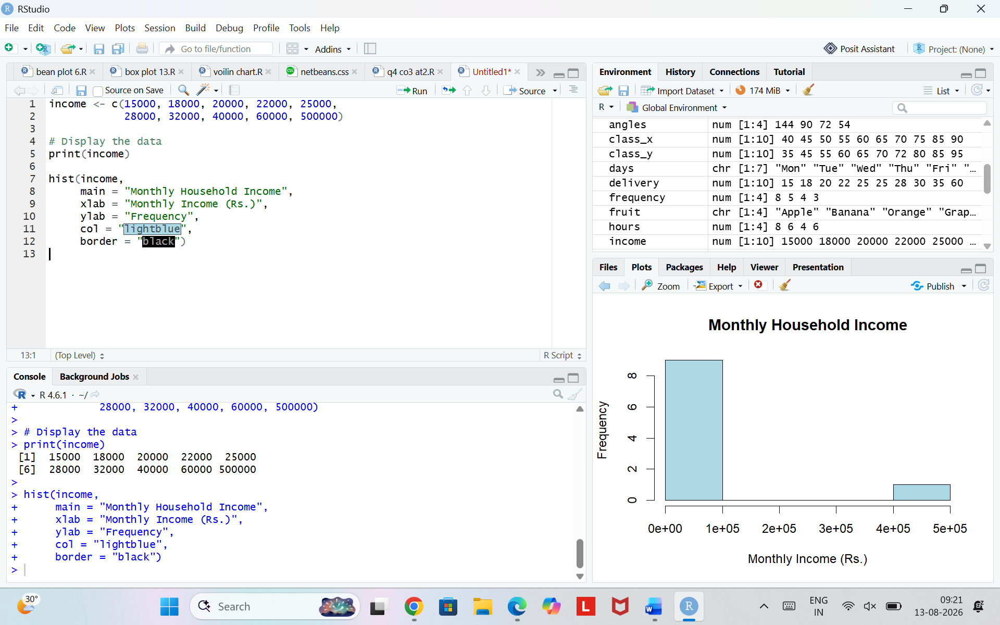 RStudio
File Edit Code View Plots Session Build Debug Profile Tools Help
Go to file/function Addins Posit Assistant Project: (None)
bean plot 6.R box plot 13.R voilin chart.R netbeans.css q4 co3 at2.R Untitled1*
Source on Save Run Source
1 income <- c(15000, 18000, 20000, 22000, 25000,
2 28000, 32000, 40000, 60000, 500000)
3
4 # Display the data
5 print(income)
6
7 hist(income,
8 main = "Monthly Household Income",
9 xlab = "Monthly Income (Rs.)",
10 ylab = "Frequency",
11 col = "lightblue",
12 border = "black")
13
13:1 (Top Level) R Script
Console Background Jobs
R 4.6.1 · ~/
+ 28000, 32000, 40000, 60000, 500000)
>
> # Display the data
> print(income)
[1] 15000 18000 20000 22000 25000
[6] 28000 32000 40000 60000 500000
>
> hist(income,
+ main = "Monthly Household Income",
+ xlab = "Monthly Income (Rs.)",
+ ylab = "Frequency",
+ col = "lightblue",
+ border = "black")
>
Environment History Connections Tutorial
Import Dataset 174 MiB List
R Global Environment
angles num [1:4] 144 90 72 54
class_x num [1:10] 40 45 50 55 60 65 70 75 85 90
class_y num [1:10] 35 45 55 60 65 70 72 80 85 95
days chr [1:7] "Mon" "Tue" "Wed" "Thu" "Fri" "…
delivery num [1:10] 15 18 20 22 25 25 28 30 35 60
frequency num [1:4] 8 5 4 3
fruit chr [1:4] "Apple" "Banana" "Orange" "Grap…
hours num [1:4] 8 6 4 6
income num [1:10] 15000 18000 20000 22000 25000 …
Files Plots Packages Help Viewer Presentation
Zoom Export Publish
Monthly Household Income
Frequency
8
6
4
2
0
0e+00 1e+05 2e+05 3e+05 4e+05 5e+05
Monthly Income (Rs.)
30°
Search
ENG
IN
09:21
13-08-2026